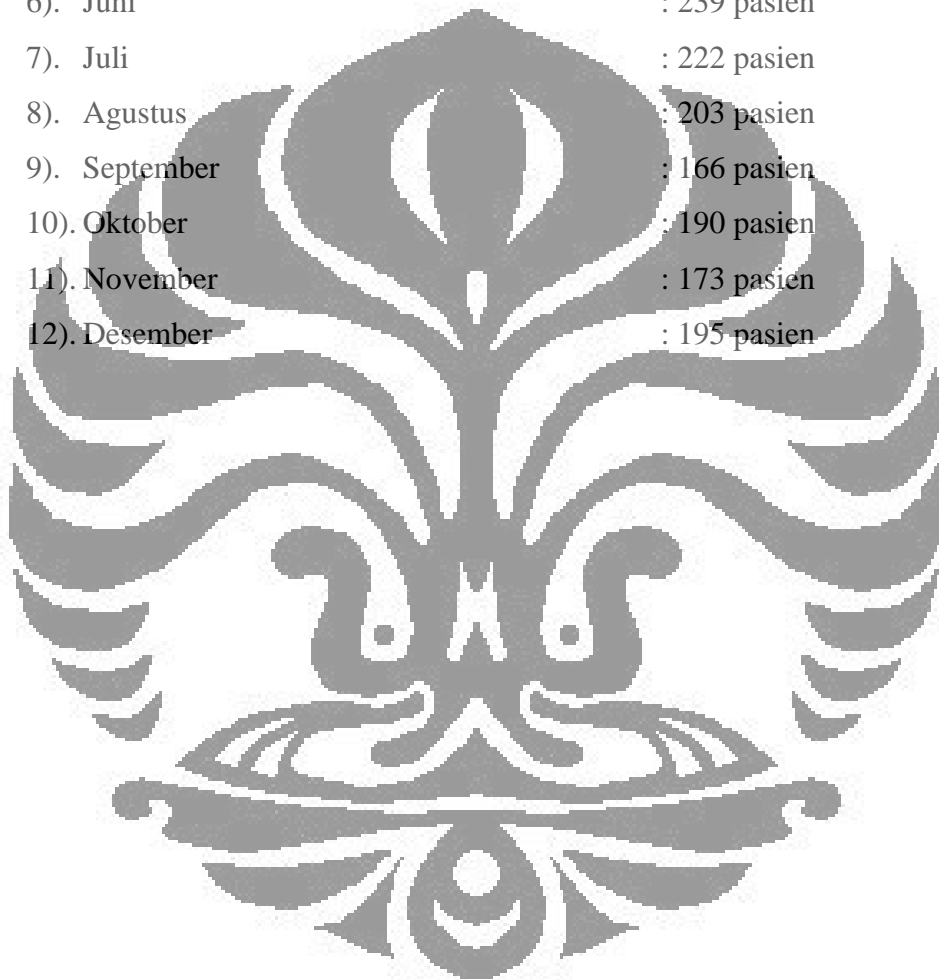 6). Juni : 239 pasien
7). Juli : 222 pasien
8). Agustus : 203 pasien
9). September : 166 pasien
10). Oktober : 190 pasien
11). November : 173 pasien
12). Desember : 195 pasien